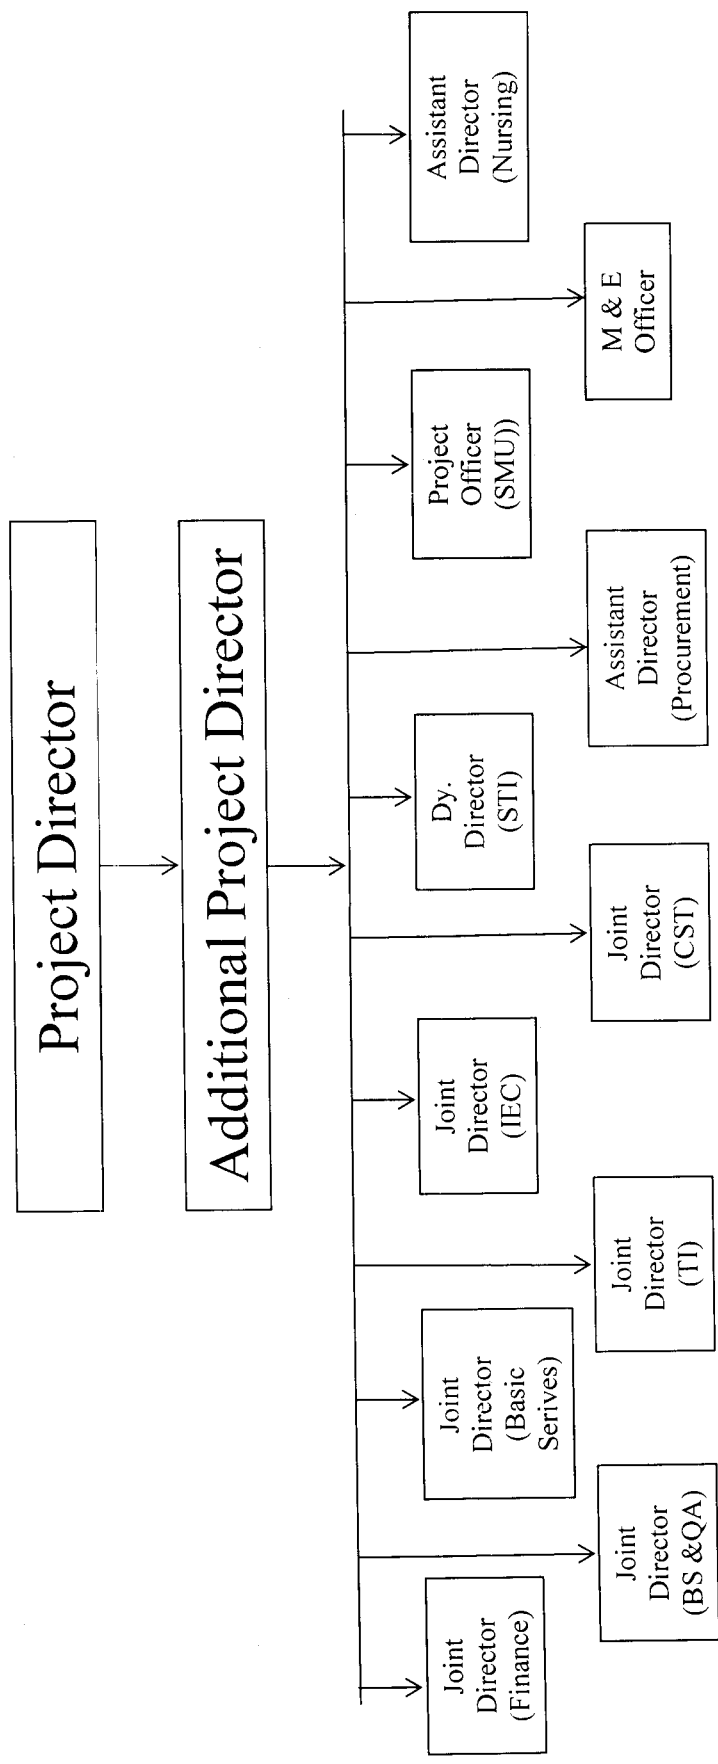 Project Director
Additional Project Director
Joint
Director
(Finance)
Joint
Director
(BS &QA)
Joint
Director
(Basic
Serives)
Joint
Director
(TI)
Joint
Director
(IEC)
Joint
Director
(CST)
Dy.
Director
(STI)
Assistant
Director
(Procurement)
Project
Officer
(SMU))
M & E
Officer
Assistant
Director
(Nursing)